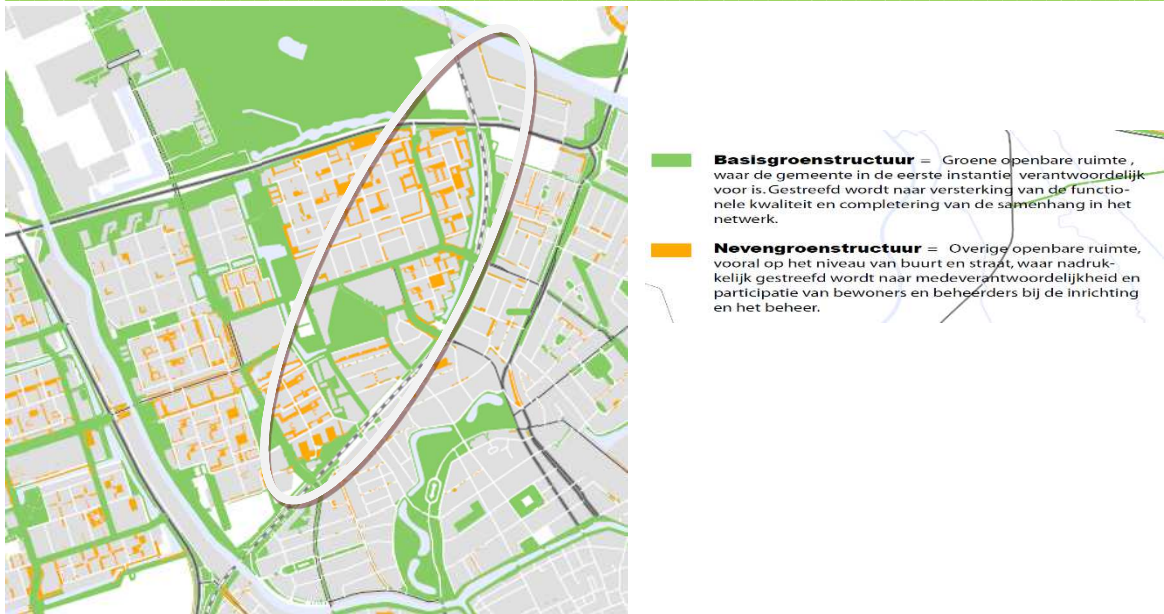 Basisgroenstructuur = Groene openbare ruimte ,
waar de gemeente in de eerste instantie verantwoordelijk
voor is. Gestreefd wordt naar versterking van de functio-
nele kwaliteit en completering van de samenhang in het
netwerk.
Nevengroenstructuur = Overige openbare ruimte,
vooral op het niveau van buurt en straat, waar nadruk-
kelijk gestreefd wordt naar medeverantwoordelijkheid en
participatie van bewoners en beheerders bij de inrichting
en het beheer.